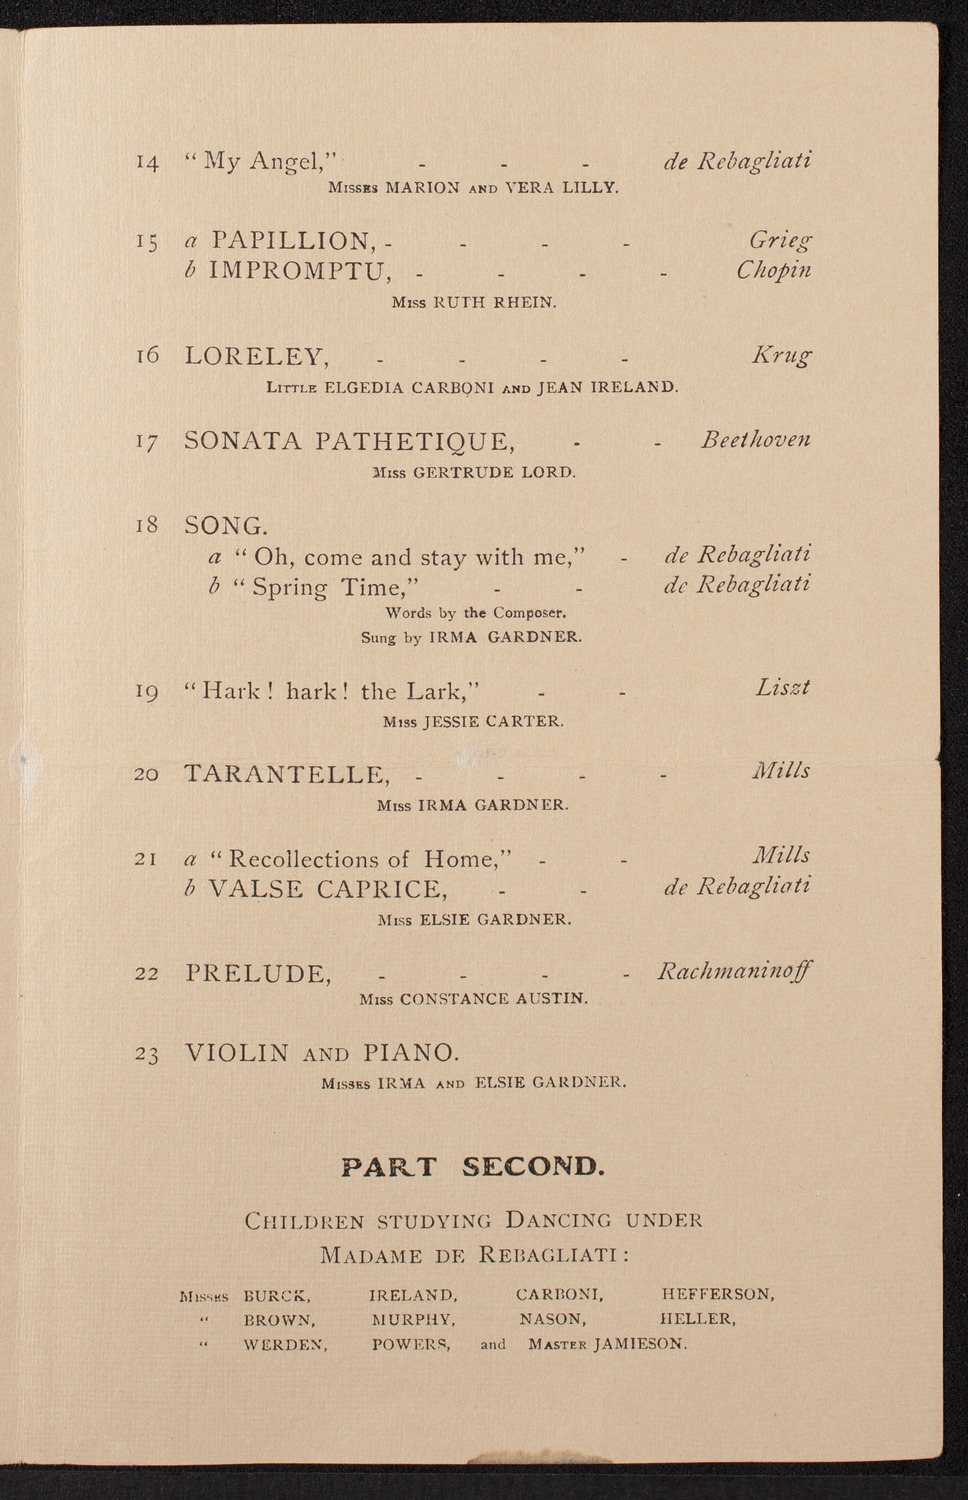 14 “ My Angel,” - - - de Rebagliati
Misses MARION AND VERA LILLY.
15 a PAPILLION, - - - - Grieg
b IMPROMPTU, - - - - Chopin
Miss RUTH RHEIN.
16 LORELEY, - - - - Krug
Little ELGEDIA CARBONI AND JEAN IRELAND.
17 SONATA PATHETIQUE, - - Beethoven
Miss GERTRUDE LORD.
18 SONG.
a “ Oh, come and stay with me,” - de Rebagliati
b “ Spring Time,” - - de Rebagliati
Words by the Composer.
Sung by IRMA GARDNER.
19 “ Hark ! hark ! the Lark,” - - Liszt
Miss JESSIE CARTER.
20 TARANTELLE, - - - - Mills
Miss IRMA GARDNER.
21 a “ Recollections of Home,” - - Mills
b VALSE CAPRICE, - - de Rebagliati
Miss ELSIE GARDNER.
22 PRELUDE, - - - - Rachmaninoff
Miss CONSTANCE AUSTIN.
23 VIOLIN AND PIANO.
Misses IRMA AND ELSIE GARDNER.
PART SECOND.
Children studying Dancing under
Madame de Rebagliati :
Misses BURCK, IRELAND, CARBONI, HEFFERSON,
“ BROWN, MURPHY, NASON, HELLER,
“ WERDEN, POWERS, and Master JAMIESON.